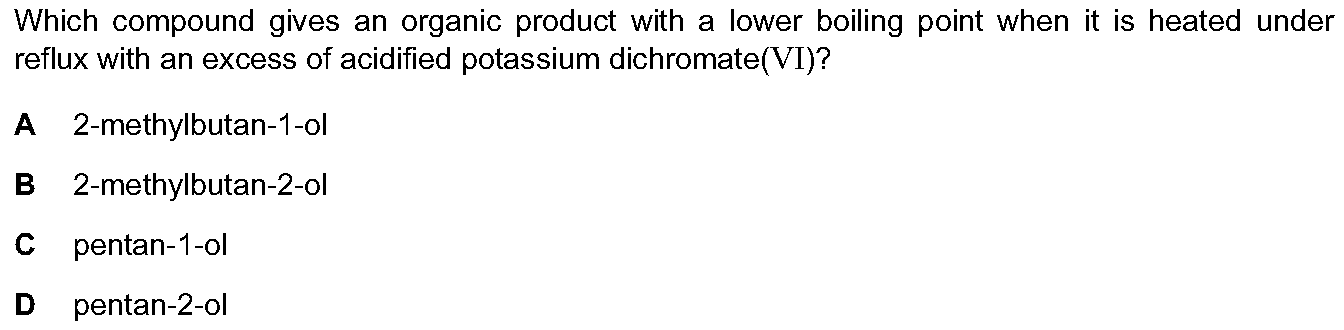 Which compound gives an organic product with a lower boiling point when it is heated under
reflux with an excess of acidified potassium dichromate(VI)?
A 2-methylbutan-1-ol
B 2-methylbutan-2-ol
C pentan-1-ol
D pentan-2-ol